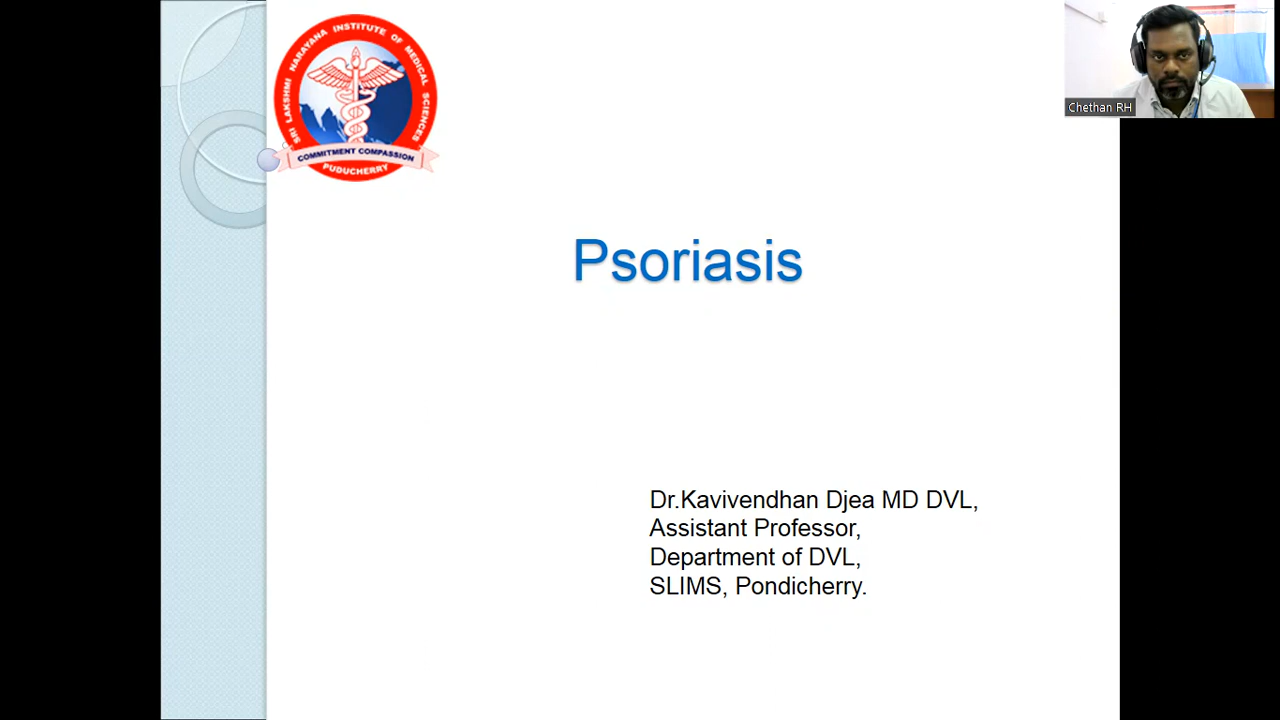 SRI LAKSHMI NARAYANA INSTITUTE OF MEDICAL SCIENCES
COMMITMENT COMPASSION
PUDUCHERRY
Chethan RH
Psoriasis
Dr.Kavivendhan Djea MD DVL,
Assistant Professor,
Department of DVL,
SLIMS, Pondicherry.